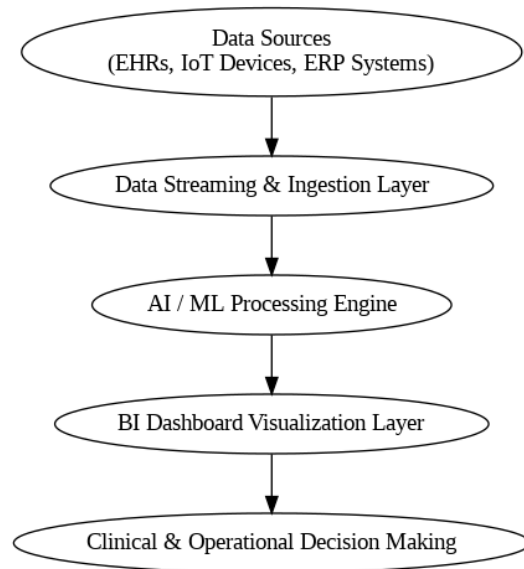 Data Sources
(EHRs, IoT Devices, ERP Systems)
Data Streaming & Ingestion Layer
AI / ML Processing Engine
BI Dashboard Visualization Layer
Clinical & Operational Decision Making